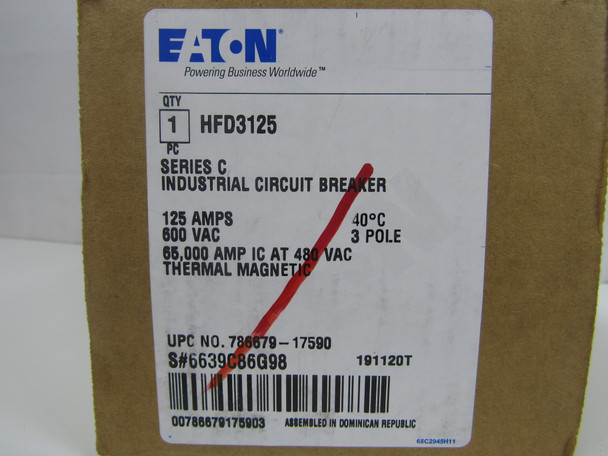 EATON
Powering Business Worldwide™
QTY
1 HFD3125
PC
SERIES C
INDUSTRIAL CIRCUIT BREAKER
125 AMPS 40°C
600 VAC 3 POLE
65,000 AMP IC AT 480 VAC
THERMAL MAGNETIC
UPC NO. 786679-17590
S#6639C86G98 191120T
00786679175903 ASSEMBLED IN DOMINICAN REPUBLIC
68C2945H11